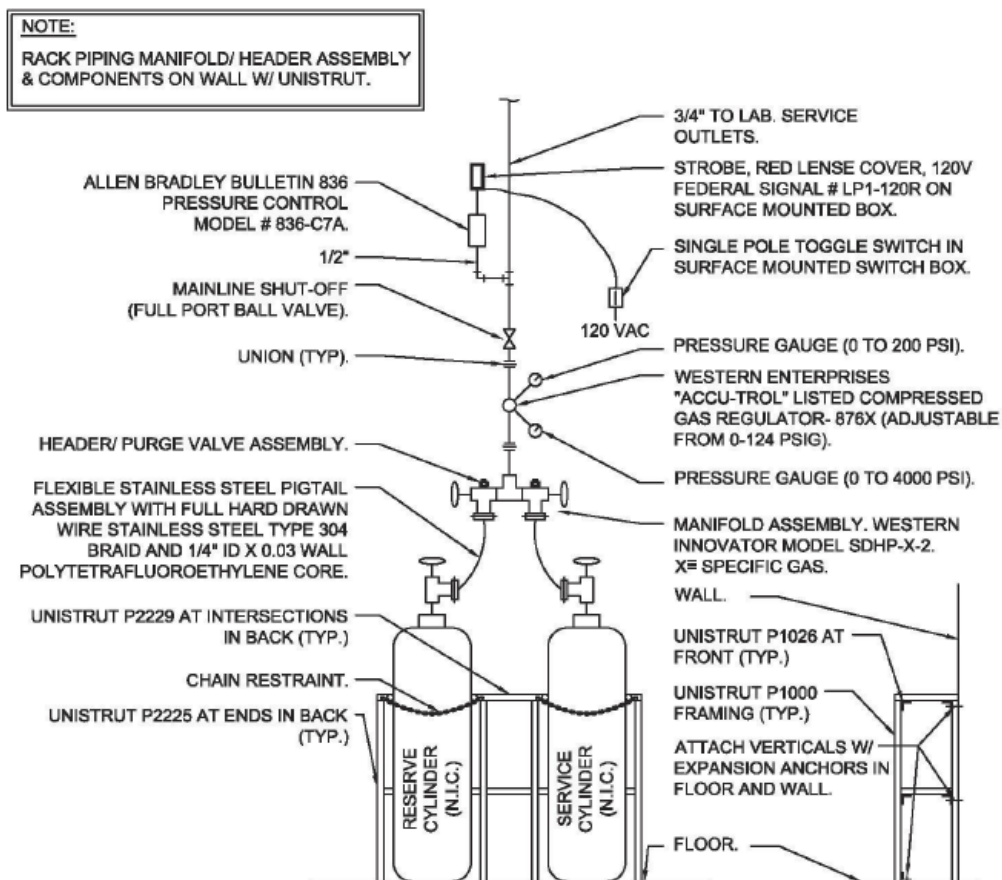 NOTE:
RACK PIPING MANIFOLD/ HEADER ASSEMBLY
& COMPONENTS ON WALL W/ UNISTRUT.
3/4" TO LAB. SERVICE
OUTLETS.
STROBE, RED LENSE COVER, 120V
FEDERAL SIGNAL # LP1-120R ON
SURFACE MOUNTED BOX.
SINGLE POLE TOGGLE SWITCH IN
SURFACE MOUNTED SWITCH BOX.
120 VAC
PRESSURE GAUGE (0 TO 200 PSI).
WESTERN ENTERPRISES
"ACCU-TROL" LISTED COMPRESSED
GAS REGULATOR- 876X (ADJUSTABLE
FROM 0-124 PSIG).
PRESSURE GAUGE (0 TO 4000 PSI).
MANIFOLD ASSEMBLY. WESTERN
INNOVATOR MODEL SDHP-X-2.
X≡ SPECIFIC GAS.
WALL.
UNISTRUT P1026 AT
FRONT (TYP.)
UNISTRUT P1000
FRAMING (TYP.)
ATTACH VERTICALS W/
EXPANSION ANCHORS IN
FLOOR AND WALL.
FLOOR.
ALLEN BRADLEY BULLETIN 836
PRESSURE CONTROL
MODEL # 836-C7A.
1/2"
MAINLINE SHUT-OFF
(FULL PORT BALL VALVE).
UNION (TYP).
HEADER/ PURGE VALVE ASSEMBLY.
FLEXIBLE STAINLESS STEEL PIGTAIL
ASSEMBLY WITH FULL HARD DRAWN
WIRE STAINLESS STEEL TYPE 304
BRAID AND 1/4" ID X 0.03 WALL
POLYTETRAFLUOROETHYLENE CORE.
UNISTRUT P2229 AT INTERSECTIONS
IN BACK (TYP.)
CHAIN RESTRAINT.
UNISTRUT P2225 AT ENDS IN BACK
(TYP.)
RESERVE
CYLINDER
(N.I.C.)
SERVICE
CYLINDER
(N.I.C.)